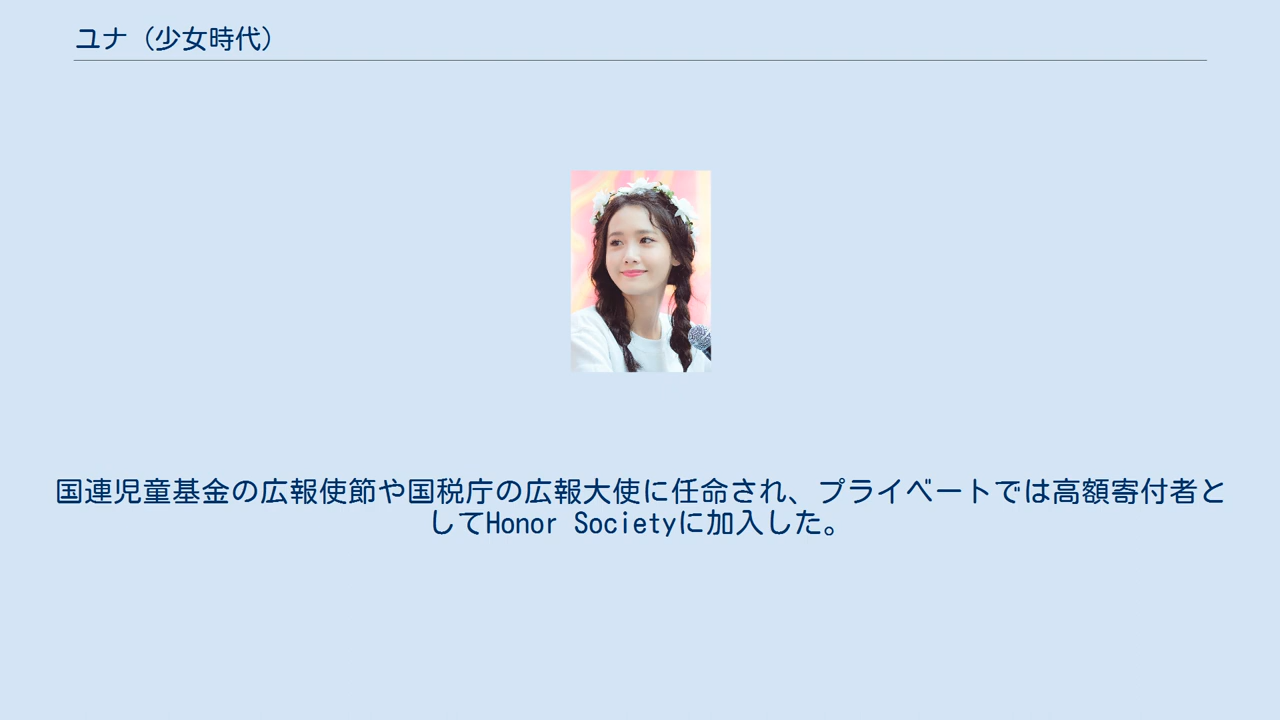 ユナ（少女時代）
国連児童基金の広報使節や国税庁の広報大使に任命され、プライベートでは高額寄付者と
してHonor Societyに加入した。